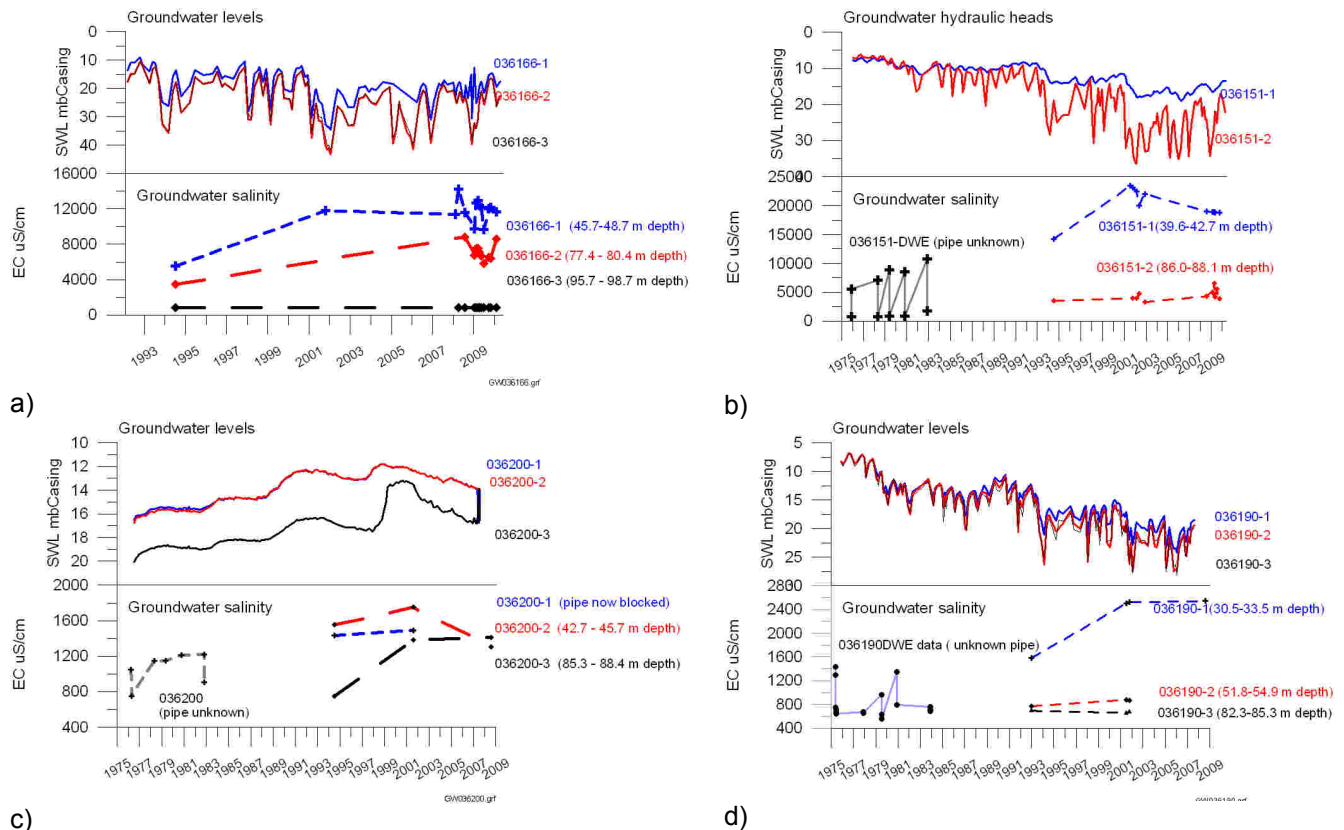 Groundwater levels
0
10
20
30
40
SWL mbCasing
036166-1
036166-2
036166-3
16000
12000
8000
4000
0
EC uS/cm
Groundwater salinity
036166-1 (45.7-48.7 m depth)
036166-2 (77.4 - 80.4 m depth)
036166-3 (95.7 - 98.7 m depth)
1993 1995 1997 1999 2001 2003 2005 2007 2009
GW036166.grf
a)
Groundwater hydraulic heads
0
10
20
30
SWL mbCasing
036151-1
036151-2
25000
20000
15000
10000
5000
0
EC uS/cm
Groundwater salinity
036151-DWE (pipe unknown)
036151-1(39.6-42.7 m depth)
036151-2 (86.0-88.1 m depth)
1975 1977 1979 1981 1983 1985 1987 1989 1991 1993 1995 1997 1999 2001 2003 2005 2007 2009
b)
Groundwater levels
10
12
14
16
18
20
SWL mbCasing
036200-1
036200-2
036200-3
2000
1600
1200
800
400
EC uS/cm
Groundwater salinity
036200-1 (pipe now blocked)
036200-2 (42.7 - 45.7 m depth)
036200-3 (85.3 - 88.4 m depth)
036200
(pipe unknown)
1975 1977 1979 1981 1983 1985 1987 1989 1991 1993 1995 1997 1999 2001 2003 2005 2007 2009
GW036200.grf
c)
Groundwater levels
5
10
15
20
25
SWL mbCasing
036190-1
036190-2
036190-3
2400
2000
1600
1200
800
400
EC uS/cm
Groundwater salinity
036190DWE data ( unknown pipe)
036190-1(30.5-33.5 m depth)
036190-2 (51.8-54.9 m depth)
036190-3 (82.3-85.3 m depth)
1975 1977 1979 1981 1983 1985 1987 1989 1991 1993 1995 1997 1999 2001 2003 2005 2007 2009
d)